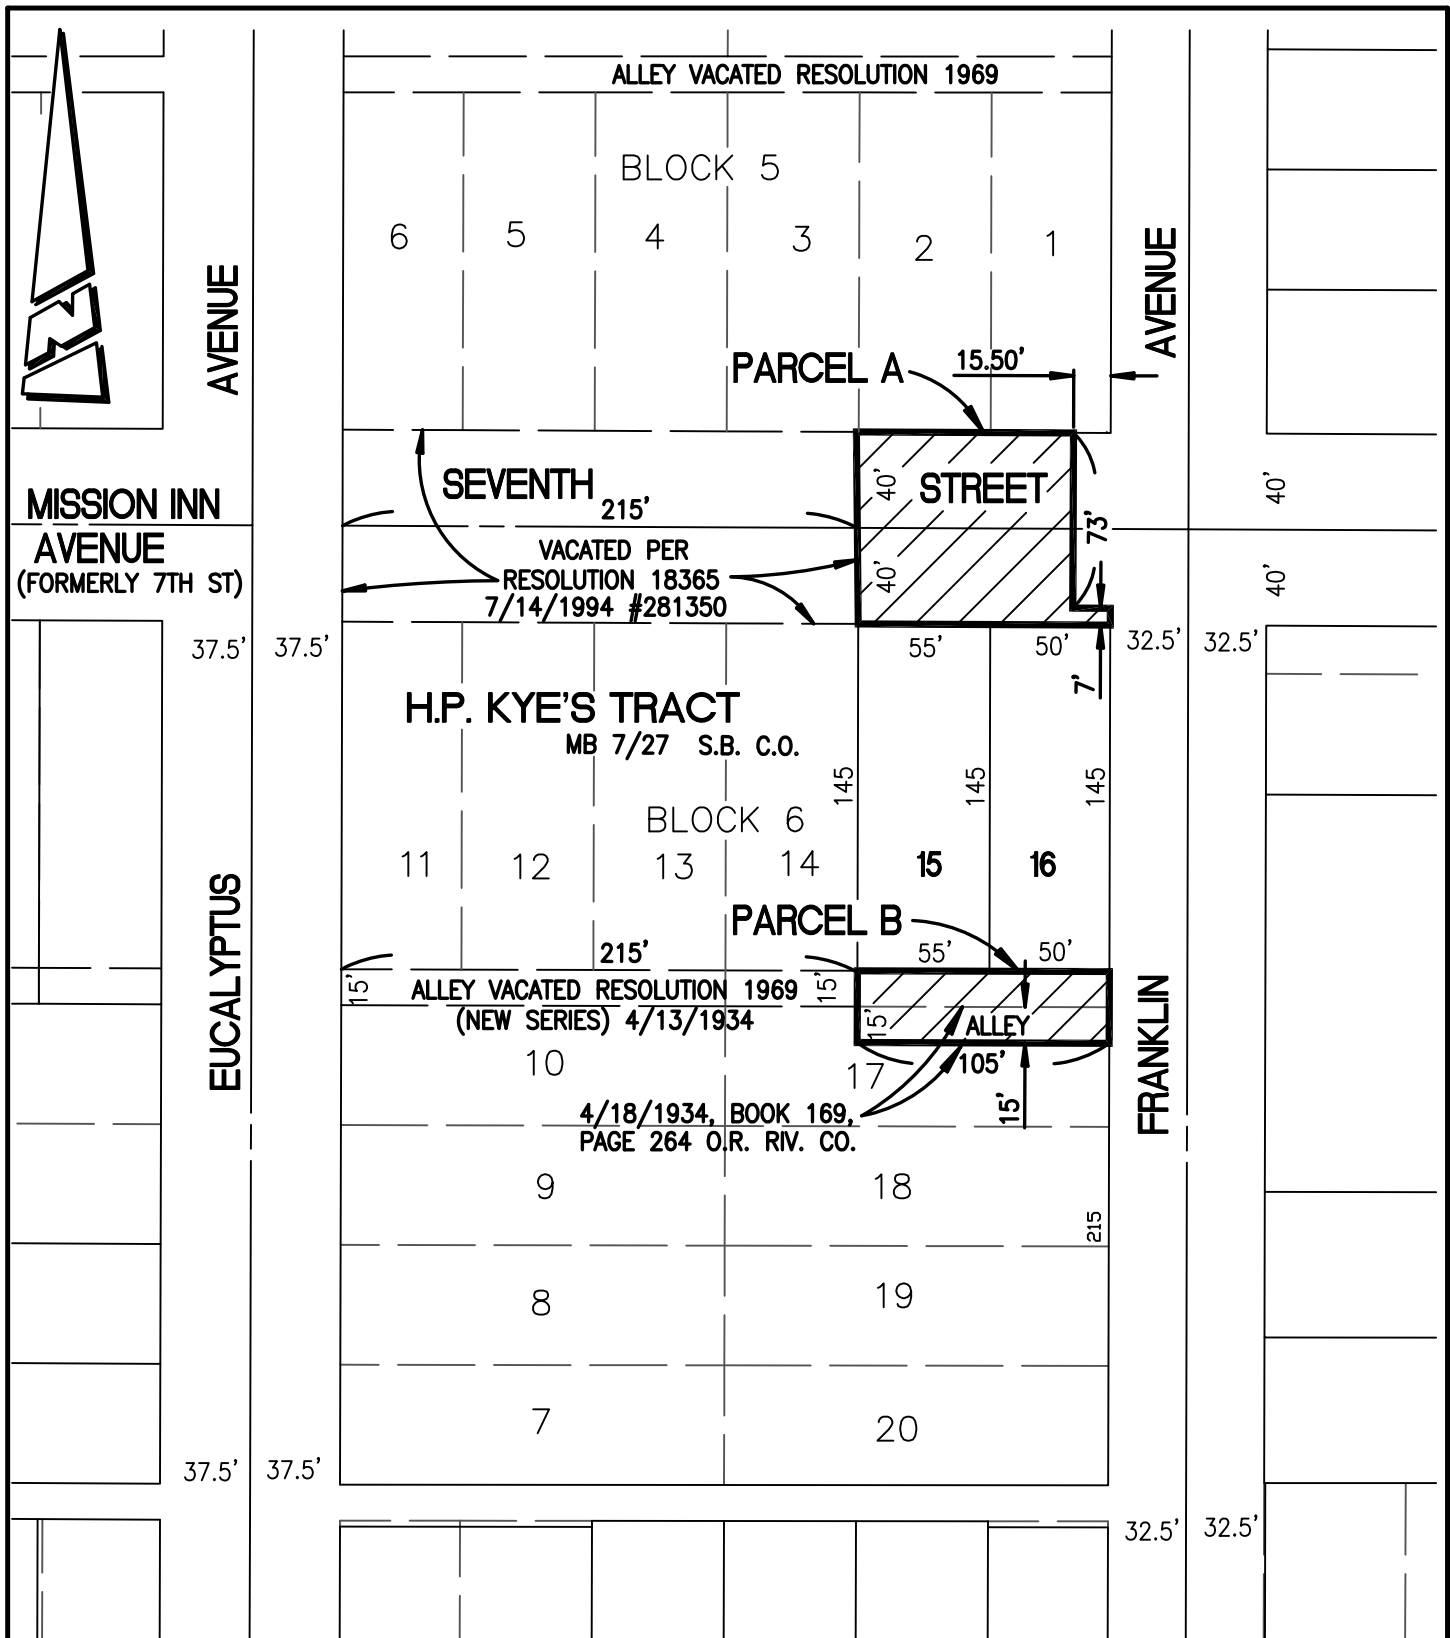 ALLEY VACATED RESOLUTION 1969
BLOCK 5
6 5 4 3 2 1
AVENUE
AVENUE
N
PARCEL A
15.50'
SEVENTH
STREET
40'
40'
40'
40'
73'
7'
MISSION INN
AVENUE
(FORMERLY 7TH ST)
215'
VACATED PER
RESOLUTION 18365
7/14/1994 #281350
37.5' 37.5'
55' 50'
32.5' 32.5'
H.P. KYE'S TRACT
MB 7/27 S.B. C.O.
145 145 145
BLOCK 6
11 12 13 14 15 16
EUCALYPTUS
PARCEL B
215'
55' 50'
15' 15'
ALLEY VACATED RESOLUTION 1969
(NEW SERIES) 4/13/1934
15'
ALLEY
105'
15'
FRANKLIN
10 17
4/18/1934, BOOK 169,
PAGE 264 O.R. RIV. CO.
9 18
215
8 19
7 20
37.5' 37.5'
32.5' 32.5'